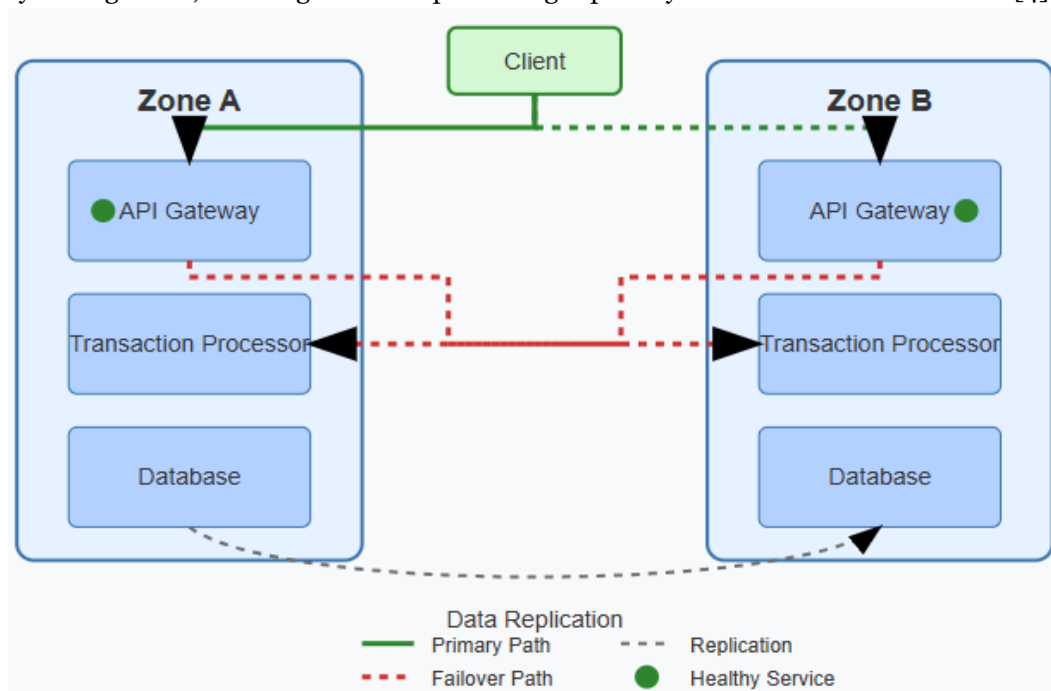 [4]
Client
Zone A
Zone B
API Gateway
API Gateway
Transaction Processor
Transaction Processor
Database
Database
Data Replication
Primary Path
Replication
Failover Path
Healthy Service